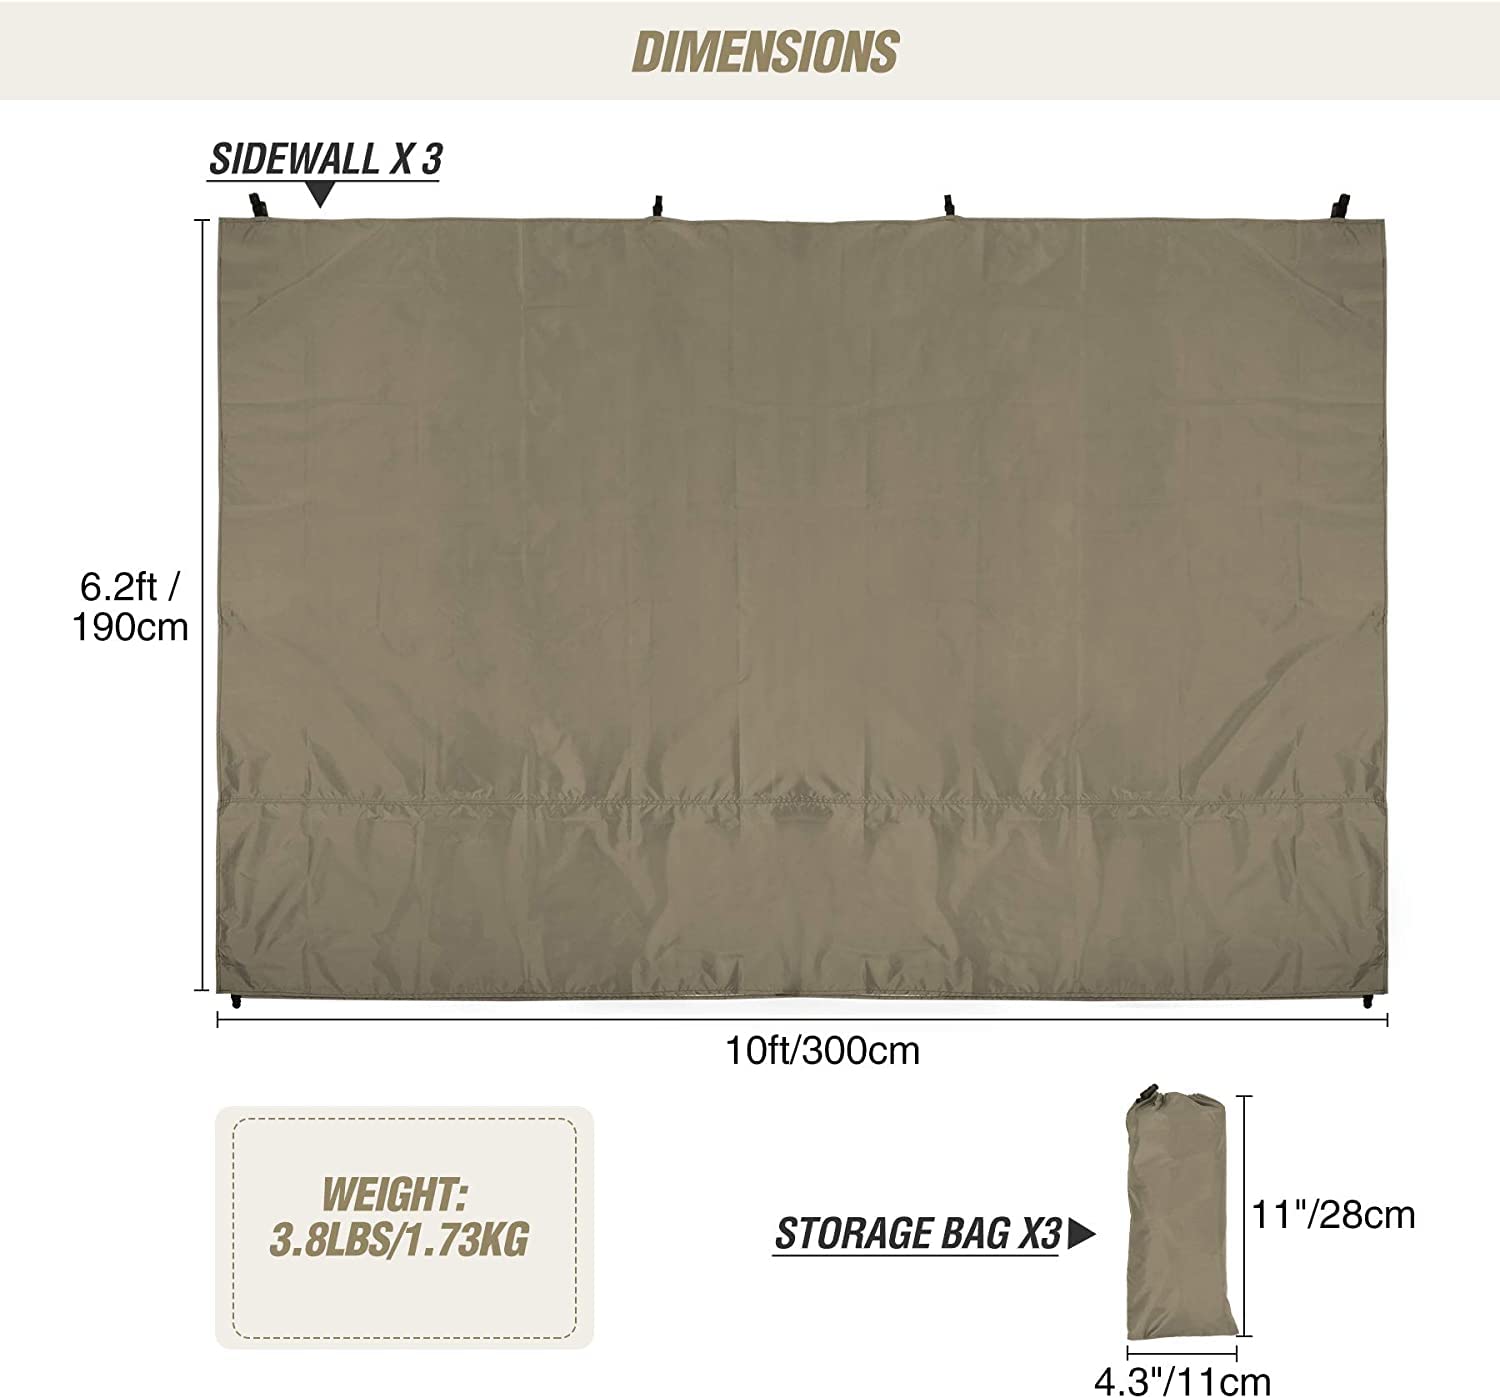 DIMENSIONS
SIDEWALL X 3
6.2ft /
190cm
10ft/300cm
WEIGHT:
3.8LBS/1.73KG
STORAGE BAG X3
11"/28cm
4.3"/11cm